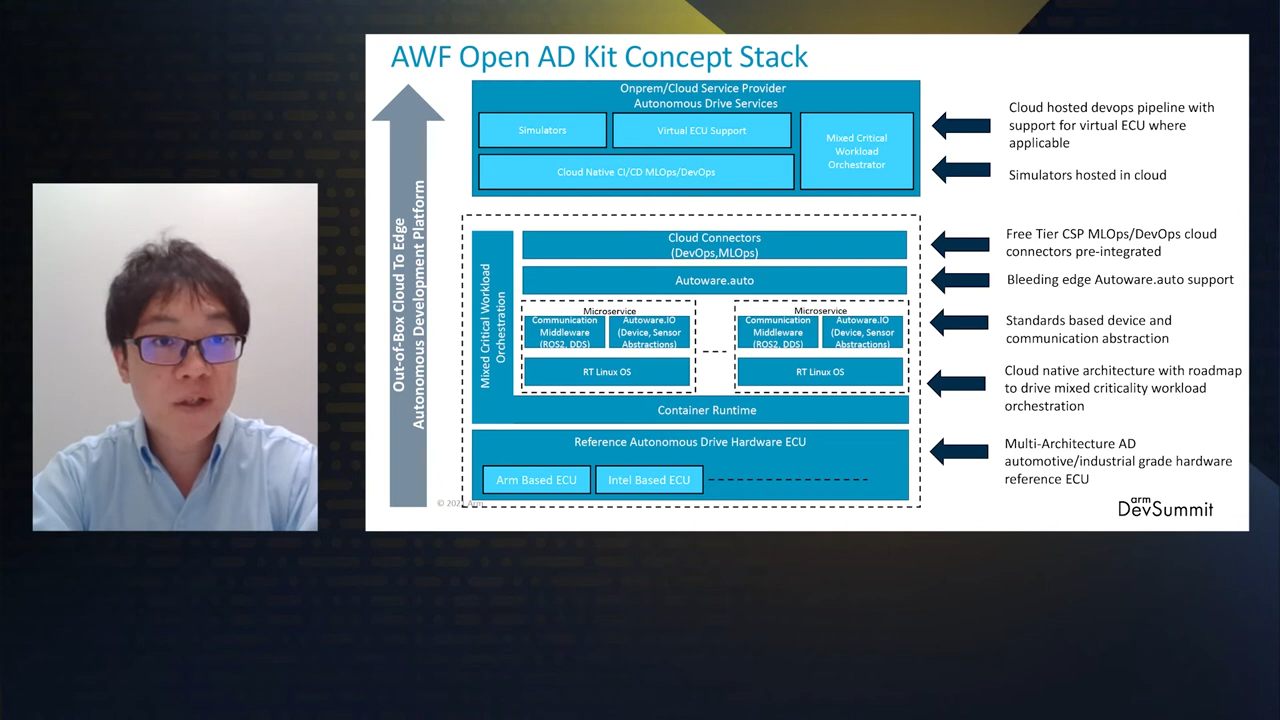 AWF Open AD Kit Concept Stack
Out-of-Box Cloud To Edge
Autonomous Development Platform
Onprem/Cloud Service Provider
Autonomous Drive Services
Simulators
Virtual ECU Support
Mixed Critical
Workload
Orchestrator
Cloud Native CI/CD MLOps/DevOps
Cloud hosted devops pipeline with
support for virtual ECU where
applicable
Simulators hosted in cloud
Mixed Critical Workload
Orchestration
Cloud Connectors
(DevOps,MLOps)
Free Tier CSP MLOps/DevOps cloud
connectors pre-integrated
Autoware.auto
Bleeding edge Autoware.auto support
Microservice
Communication
Middleware
(ROS2, DDS)
Autoware.IO
(Device, Sensor
Abstractions)
RT Linux OS
Microservice
Communication
Middleware
(ROS2, DDS)
Autoware.IO
(Device, Sensor
Abstractions)
RT Linux OS
Standards based device and
communication abstraction
Container Runtime
Cloud native architecture with roadmap
to drive mixed criticality workload
orchestration
Reference Autonomous Drive Hardware ECU
Arm Based ECU
Intel Based ECU
Multi-Architecture AD
automotive/industrial grade hardware
reference ECU
© 2021 Arm
arm
DevSummit